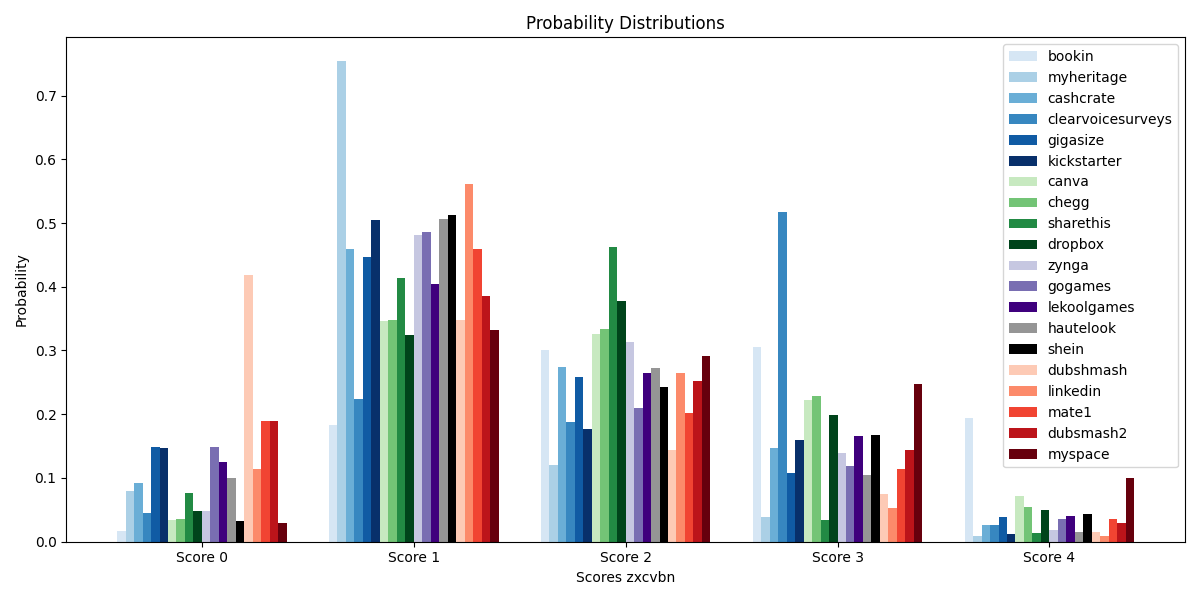 Probability Distributions
Probability
0.7
0.6
0.5
0.4
0.3
0.2
0.1
0.0
bookin
myheritage
cashcrate
clearvoicesurveys
gigasize
kickstarter
canva
chegg
sharethis
dropbox
zynga
gogames
lekoolgames
hautelook
shein
dubshmash
linkedin
mate1
dubsmash2
myspace
Score 0
Score 1
Score 2
Score 3
Score 4
Scores zxcvbn